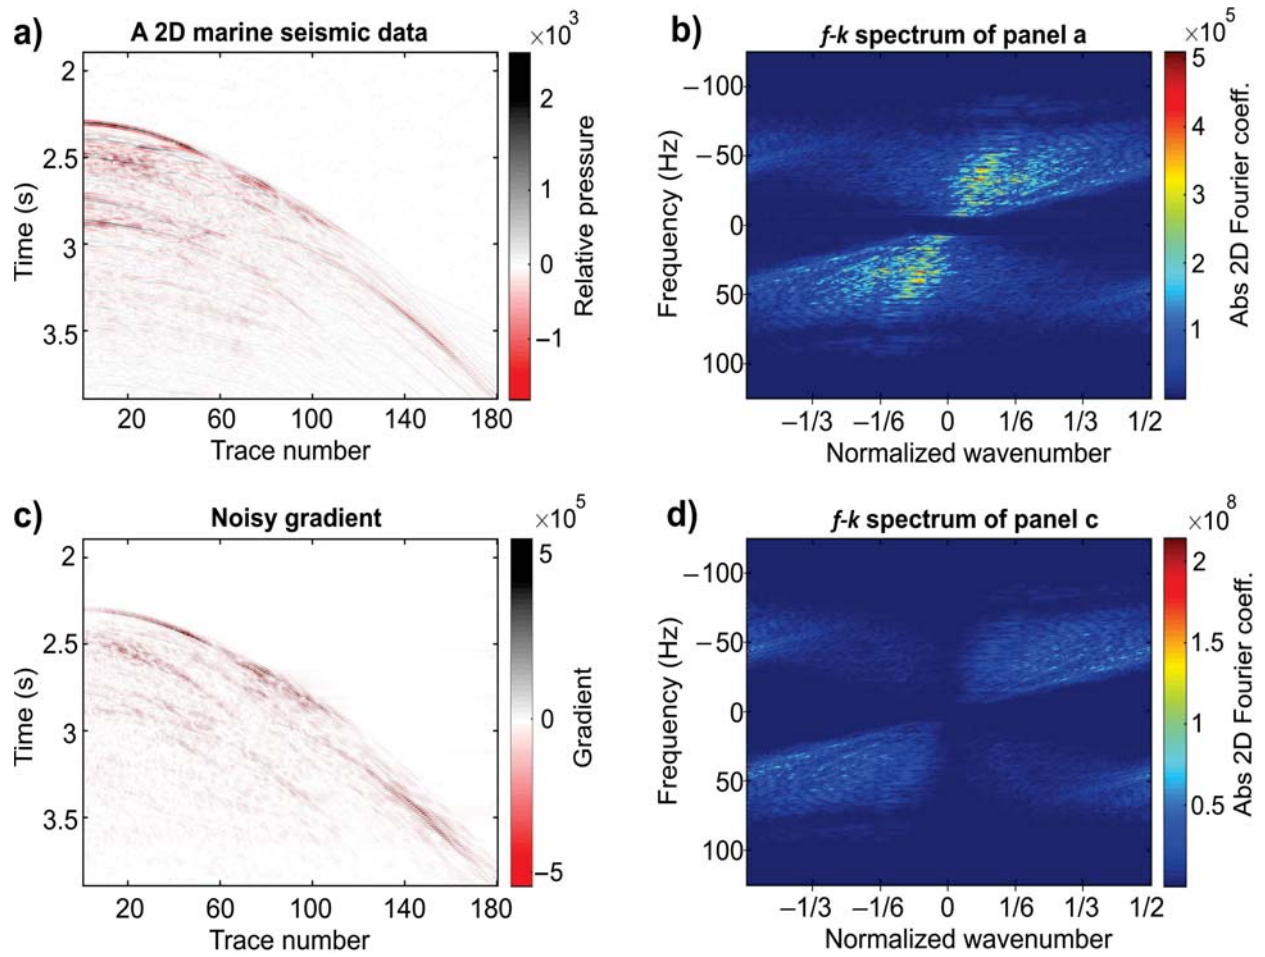 a)
A 2D marine seismic data
×10³
2
2.5
3
3.5
Time (s)
20 60 100 140 180
Trace number
2
1
0
−1
Relative pressure
b)
f-k spectrum of panel a
×10⁵
−100
−50
0
50
100
Frequency (Hz)
−1/3 −1/6 0 1/6 1/3 1/2
Normalized wavenumber
5
4
3
2
1
Abs 2D Fourier coeff.
c)
Noisy gradient
×10⁵
2
2.5
3
3.5
Time (s)
20 60 100 140 180
Trace number
5
0
−5
Gradient
d)
f-k spectrum of panel c
×10⁸
−100
−50
0
50
100
Frequency (Hz)
−1/3 −1/6 0 1/6 1/3 1/2
Normalized wavenumber
2
1.5
1
0.5
Abs 2D Fourier coeff.